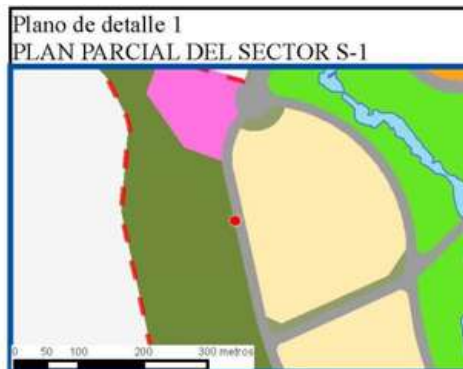 Plano de detalle 1
PLAN PARCIAL DEL SECTOR S-1
0 50 100 200 300 metros